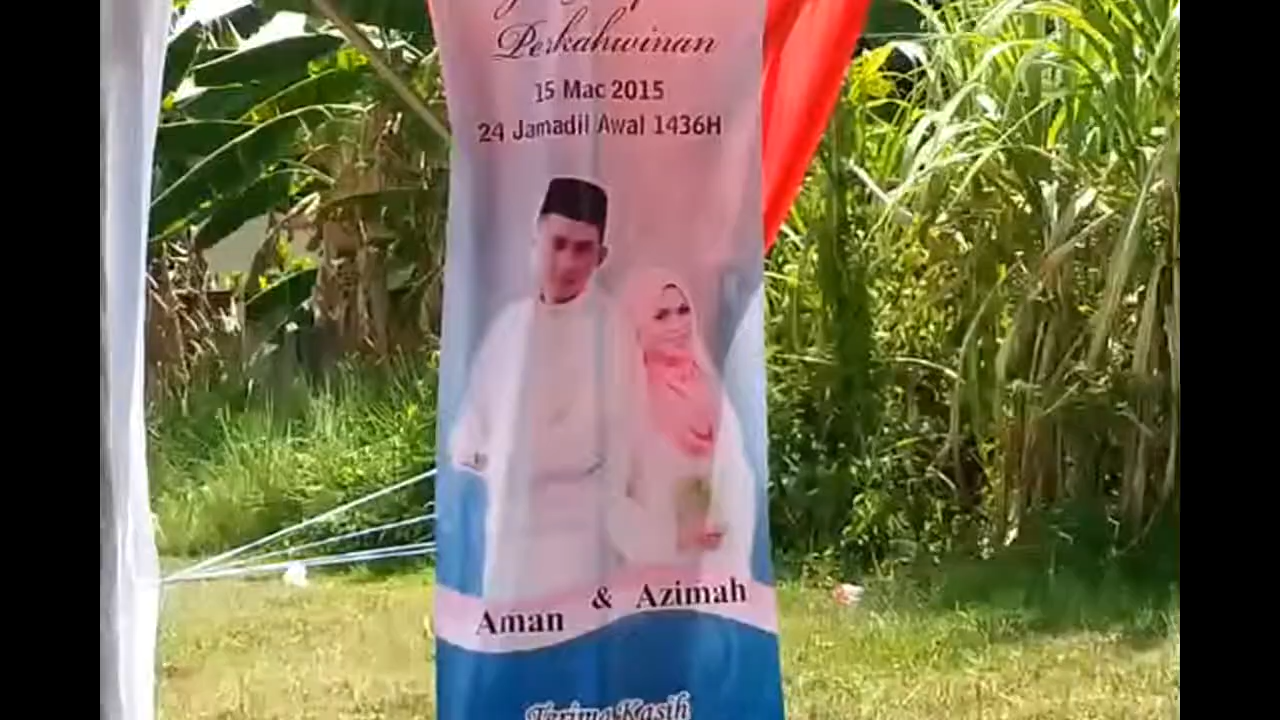 Perkahwinan
15 Mac 2015
24 Jamadil Awal 1436H
Aman & Azimah
Terima Kasih